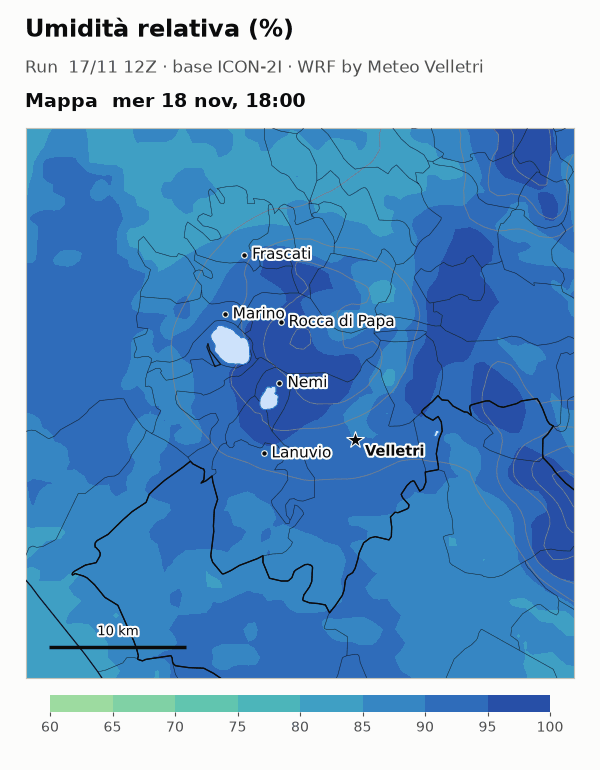 Umidità relativa (%)
Run  17/11 12Z · base ICON-2I · WRF by Meteo Velletri
Mappa  mer 18 nov, 18:00
Frascati
Marino
Rocca di Papa
Nemi
Velletri
Lanuvio
10 km
60 65 70 75 80 85 90 95 100